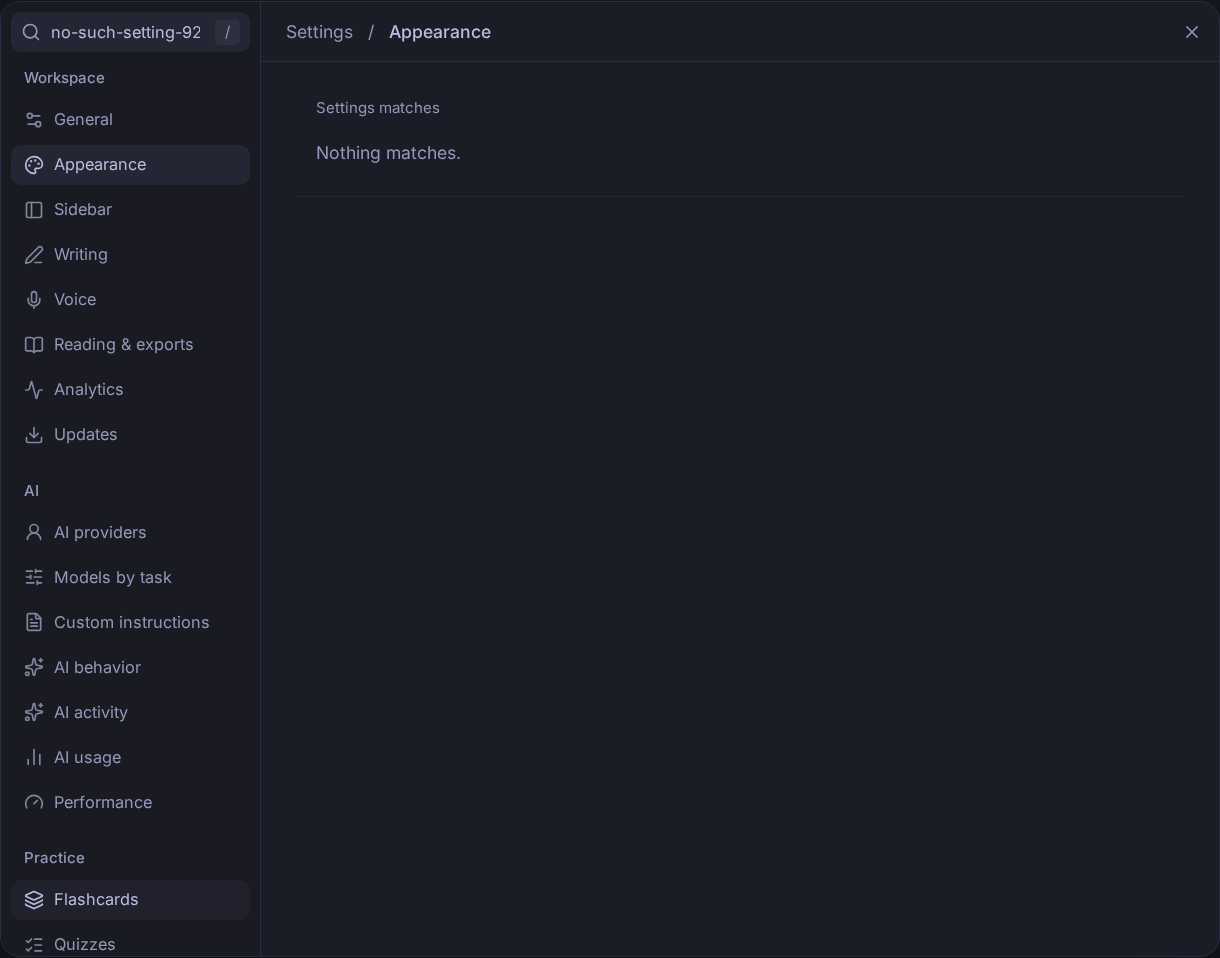 no-such-setting-92 /
Workspace
General
Appearance
Sidebar
Writing
Voice
Reading & exports
Analytics
Updates
AI
AI providers
Models by task
Custom instructions
AI behavior
AI activity
AI usage
Performance
Practice
Flashcards
Quizzes
Settings / Appearance
Settings matches
Nothing matches.